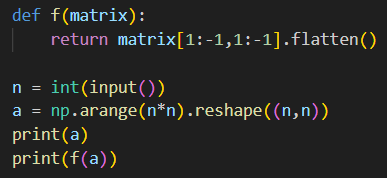 def f(matrix):
    return matrix[1:-1,1:-1].flatten()
n = int(input())
a = np.arange(n*n).reshape((n,n))
print(a)
print(f(a))